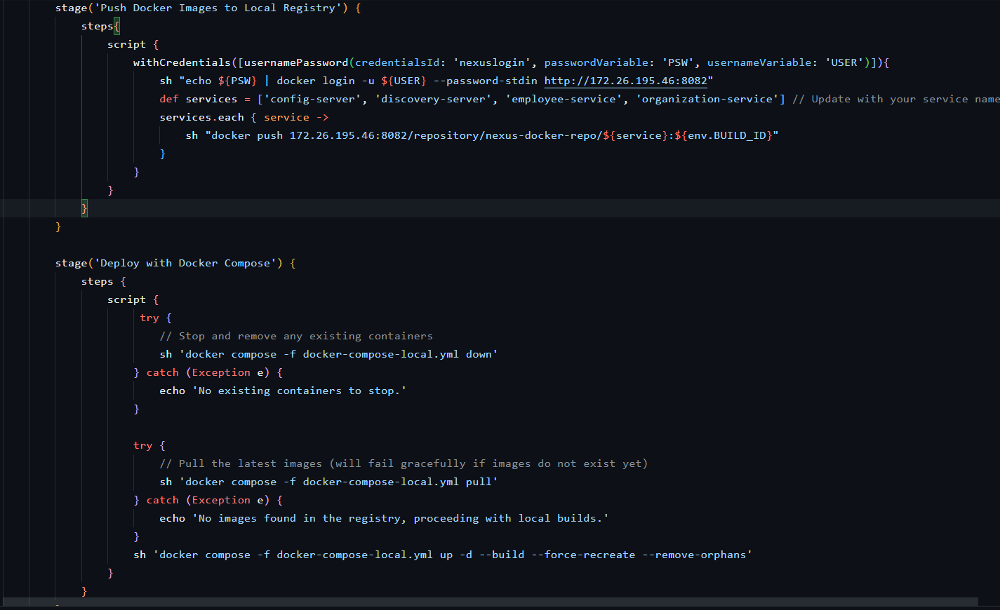 stage('Push Docker Images to Local Registry') {
steps{
script {
withCredentials([usernamePassword(credentialsId: 'nexuslogin', passwordVariable: 'PSW', usernameVariable: 'USER')]){
sh "echo ${PSW} | docker login -u ${USER} --password-stdin http://172.26.195.46:8082"
def services = ['config-server', 'discovery-server', 'employee-service', 'organization-service'] // Update with your service name
services.each { service ->
sh "docker push 172.26.195.46:8082/repository/nexus-docker-repo/${service}:${env.BUILD_ID}"
}
}
}
}
}
stage('Deploy with Docker Compose') {
steps {
script {
try {
// Stop and remove any existing containers
sh 'docker compose -f docker-compose-local.yml down'
} catch (Exception e) {
echo 'No existing containers to stop.'
}
try {
// Pull the latest images (will fail gracefully if images do not exist yet)
sh 'docker compose -f docker-compose-local.yml pull'
} catch (Exception e) {
echo 'No images found in the registry, proceeding with local builds.'
}
sh 'docker compose -f docker-compose-local.yml up -d --build --force-recreate --remove-orphans'
}
}